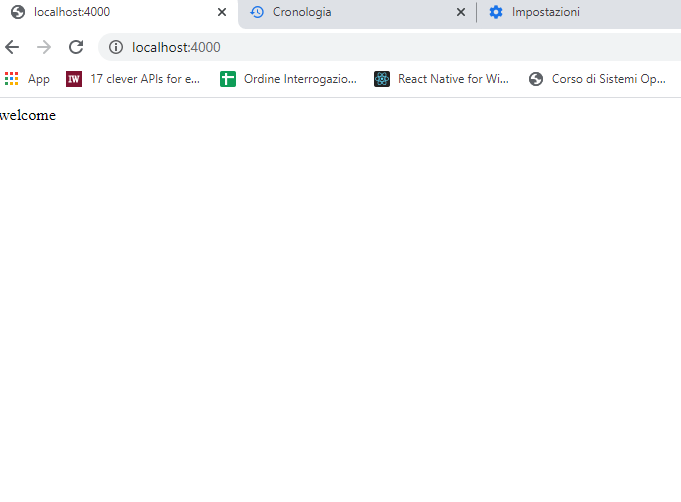 localhost:4000 Cronologia Impostazioni
localhost:4000
App IW 17 clever APIs for e... Ordine Interrogazio... React Native for Wi... Corso di Sistemi Op...
welcome